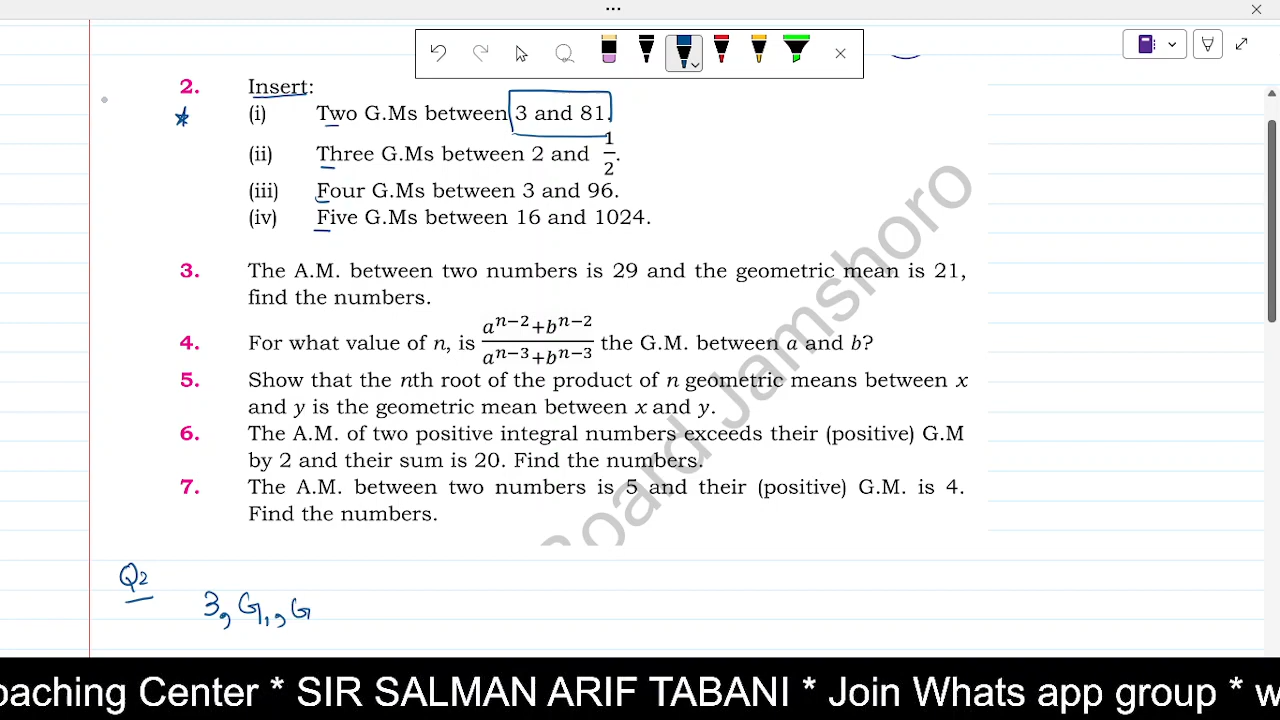 2. Insert:
(i) Two G.Ms between 3 and 81.
(ii) Three G.Ms between 2 and 1/2.
(iii) Four G.Ms between 3 and 96.
(iv) Five G.Ms between 16 and 1024.
3. The A.M. between two numbers is 29 and the geometric mean is 21,
find the numbers.
4. For what value of n, is (a^{n−2}+b^{n−2})/(a^{n−3}+b^{n−3}) the G.M. between a and b?
5. Show that the nth root of the product of n geometric means between x
and y is the geometric mean between x and y.
6. The A.M. of two positive integral numbers exceeds their (positive) G.M
by 2 and their sum is 20. Find the numbers.
7. The A.M. between two numbers is 5 and their (positive) G.M. is 4.
Find the numbers.
Board Jamshoro
Q2
3, G₁, G
oaching Center * SIR SALMAN ARIF TABANI * Join Whats app group * w